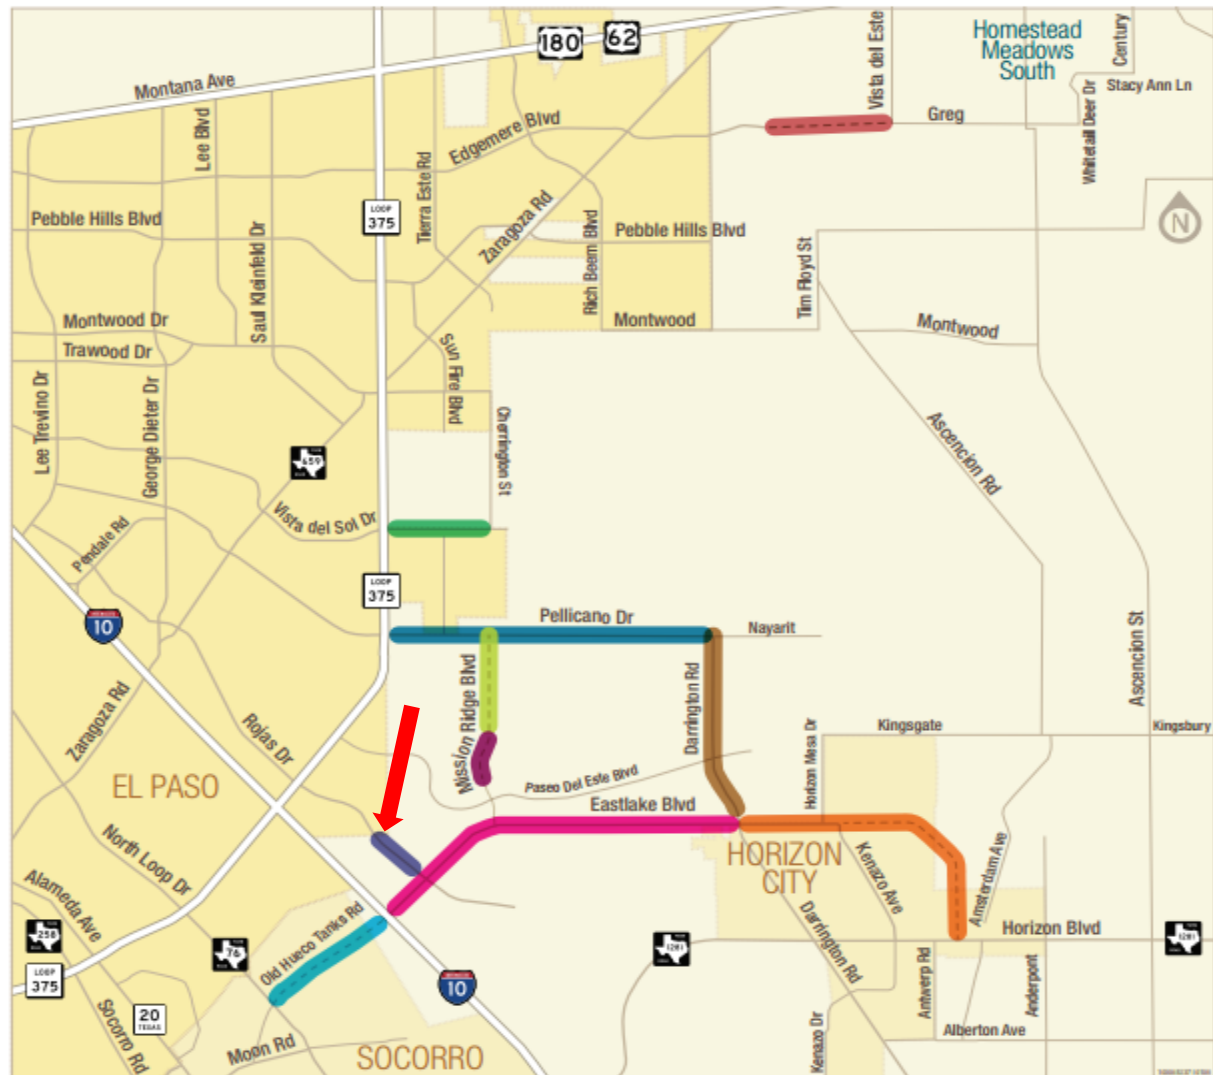 180
62
Homestead
Meadows
South
Century
Vista del Este
Montana Ave
Stacy Ann Ln
Whitetail Deer Dr
Greg
Lee Blvd
Edgemere Blvd
Tierra Este Rd
LOOP
375
Zaragoza Rd
Pebble Hills Blvd
Saul Kleinfeld Dr
Rich Beem Blvd
Pebble Hills Blvd
N
Tim Floyd St
Montwood Dr
Montwood
Montwood
Trawood Dr
Sun Fire Blvd
Lee Trevino Dr
George Dieter Dr
Cherrington St
Ascencion Rd
659
Vista del Sol Dr
Pendale Rd
LOOP
375
10
Pellicano Dr
Nayarit
Ascencion St
Zaragoza Rd
Rojas Dr
Mission Ridge Blvd
Darrington Rd
Horizon Mesa Dr
Kingsgate
Kingsbury
EL PASO
Paseo Del Este Blvd
Eastlake Blvd
North Loop Dr
HORIZON
CITY
Kenazo Ave
Amsterdam Ave
Alameda Ave
Old Hueco Tanks Rd
Darrington Rd
Horizon Blvd
258
76
1281
1281
LOOP
375
10
Antwerp Rd
Anderpont
Socorro Rd
20
TEXAS
Moon Rd
SOCORRO
Kenazo Dr
Alberton Ave